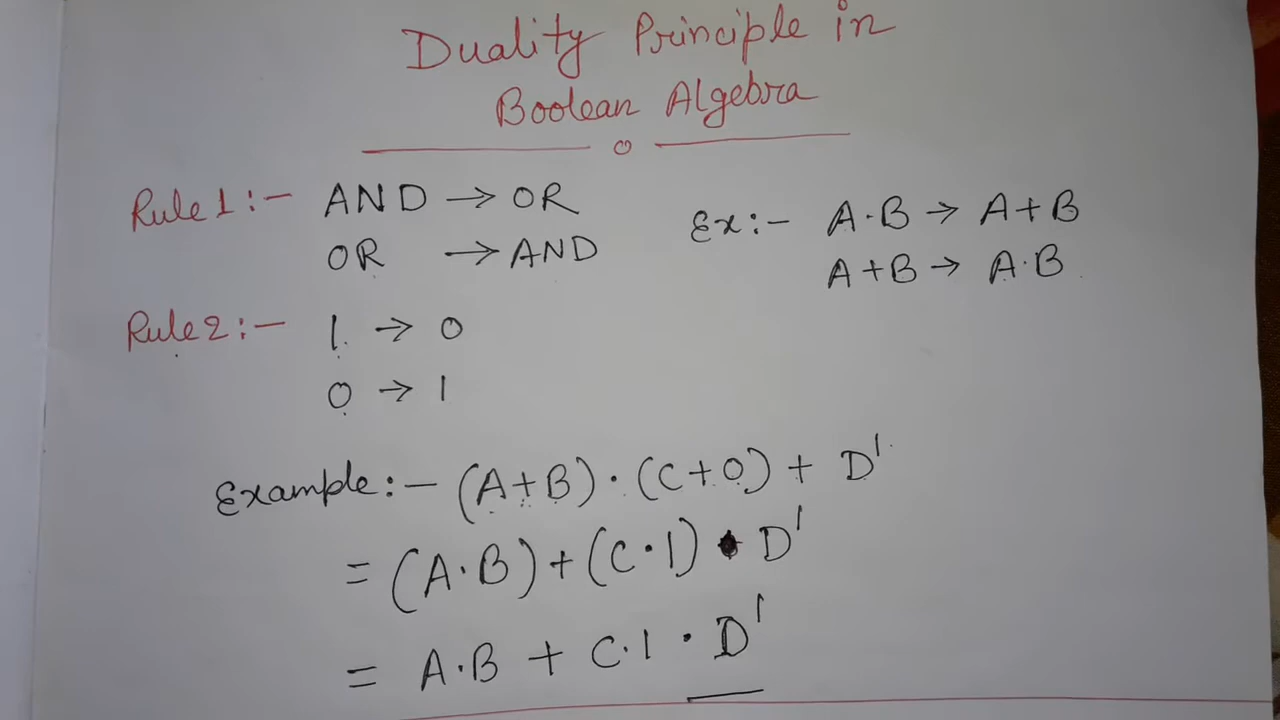 Duality Principle in
Boolean Algebra
Rule 1:- AND → OR
OR → AND
Ex:- A·B → A+B
A+B → A·B
Rule 2:- 1 → 0
0 → 1
Example:- (A+B)·(C+0) + D'
= (A·B)+(C·1)·D'
= A·B + C·1·D'